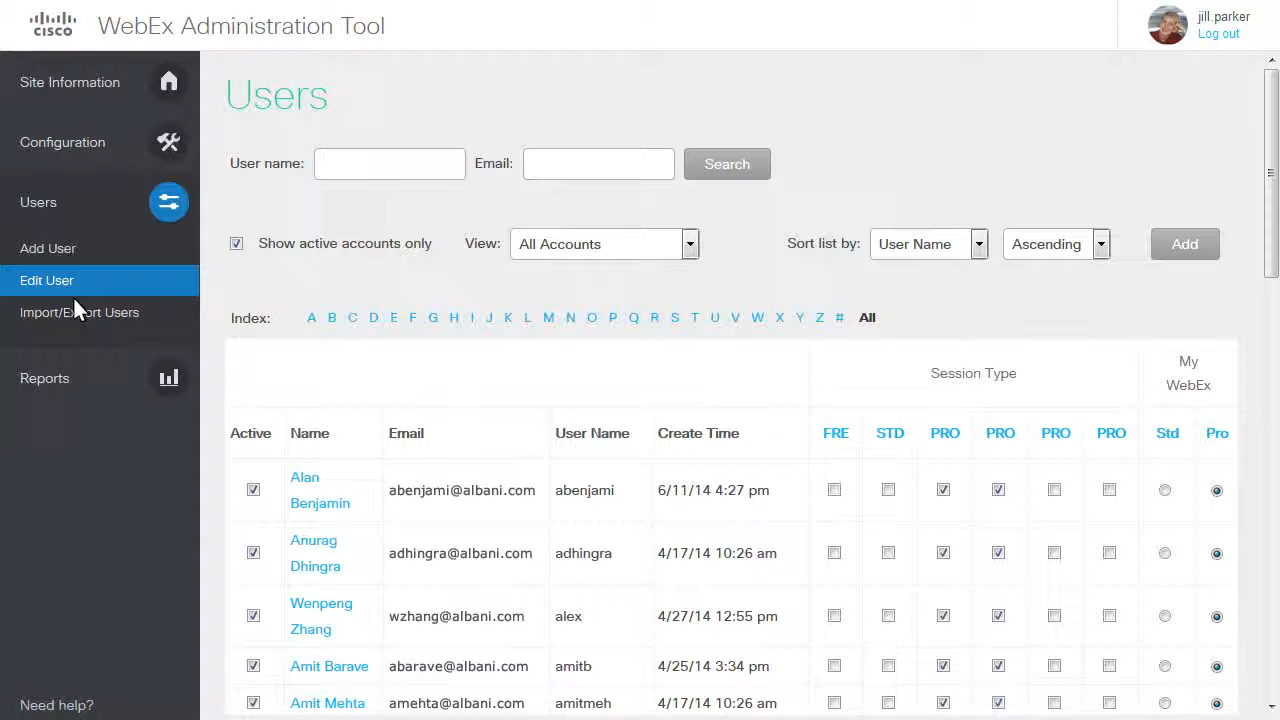 CISCO
WebEx Administration Tool
jill.parker
Log out
Site Information
Configuration
Users
Add User
Edit User
Import/Export Users
Reports
Need help?
Users
User name: Email: Search
Show active accounts only View: All Accounts Sort list by: User Name Ascending Add
Index: A B C D E F G H I J K L M N O P Q R S T U V W X Y Z # All
Session Type My WebEx
Active Name Email User Name Create Time FRE STD PRO PRO PRO PRO Std Pro
Alan Benjamin abenjami@albani.com abenjami 6/11/14 4:27 pm
Anurag Dhingra adhingra@albani.com adhingra 4/17/14 10:26 am
Wenpeng Zhang wzhang@albani.com alex 4/27/14 12:55 pm
Amit Barave abarave@albani.com amitb 4/25/14 3:34 pm
Amit Mehta amehta@albani.com amitmeh 4/17/14 10:26 am